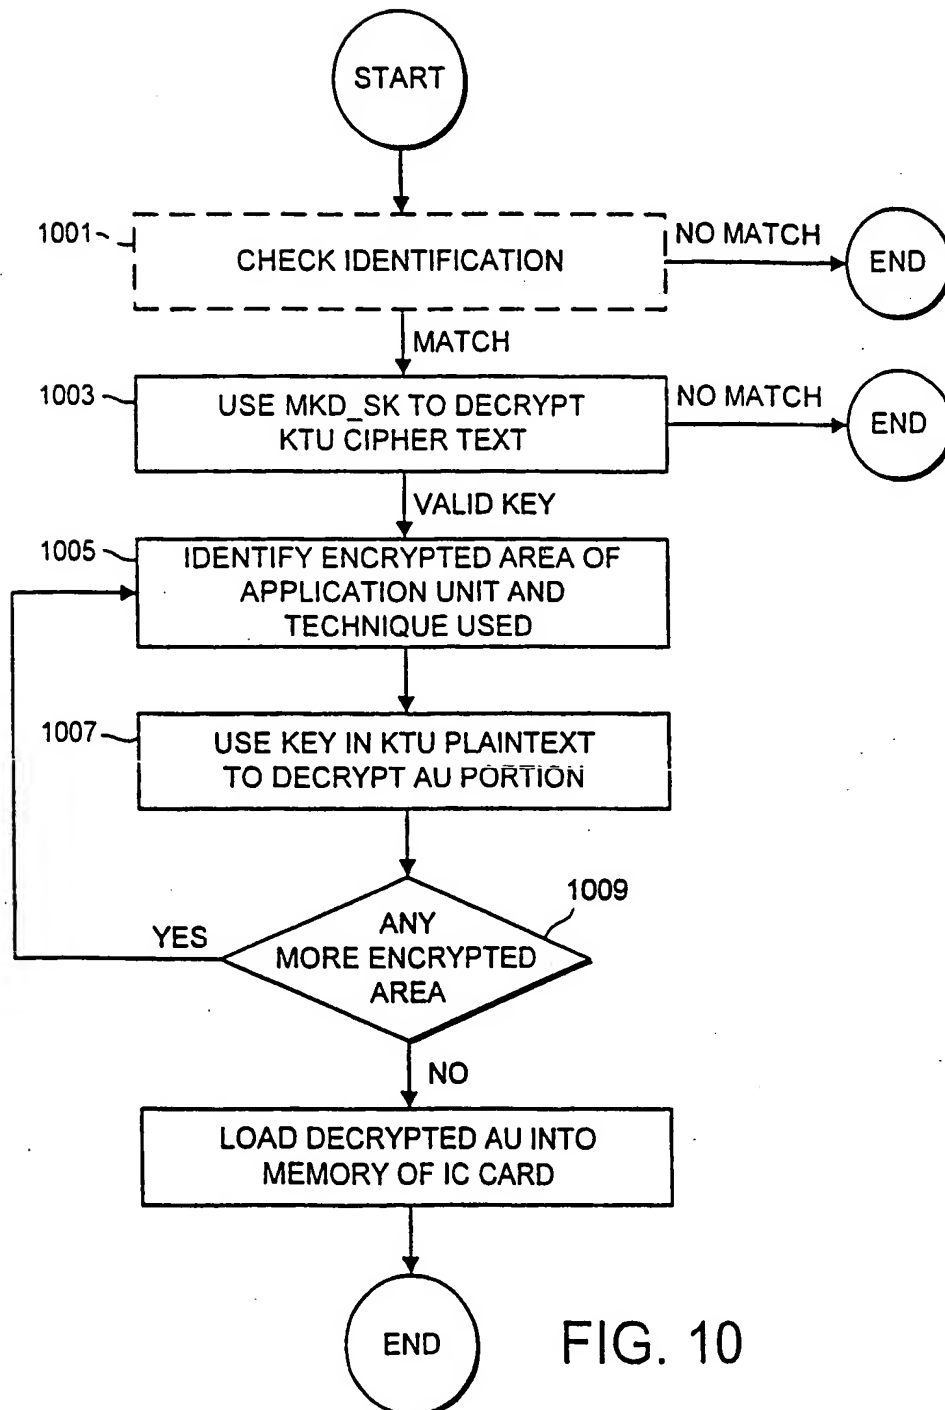 START
1001
CHECK IDENTIFICATION
NO MATCH
END
MATCH
1003
USE MKD_SK TO DECRYPT
KTU CIPHER TEXT
NO MATCH
END
VALID KEY
1005
IDENTIFY ENCRYPTED AREA OF
APPLICATION UNIT AND
TECHNIQUE USED
1007
USE KEY IN KTU PLAINTEXT
TO DECRYPT AU PORTION
1009
ANY
MORE ENCRYPTED
AREA
YES
NO
LOAD DECRYPTED AU INTO
MEMORY OF IC CARD
END
FIG. 10